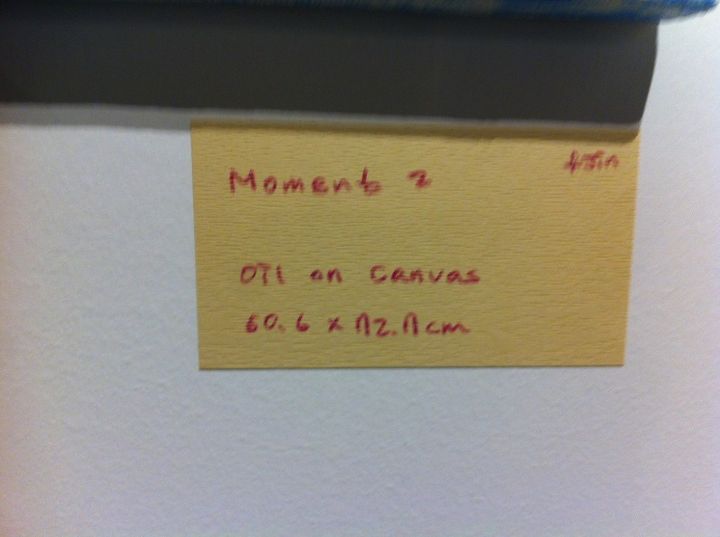 Moment 2
Oil on canvas
60.6 x 72.7cm